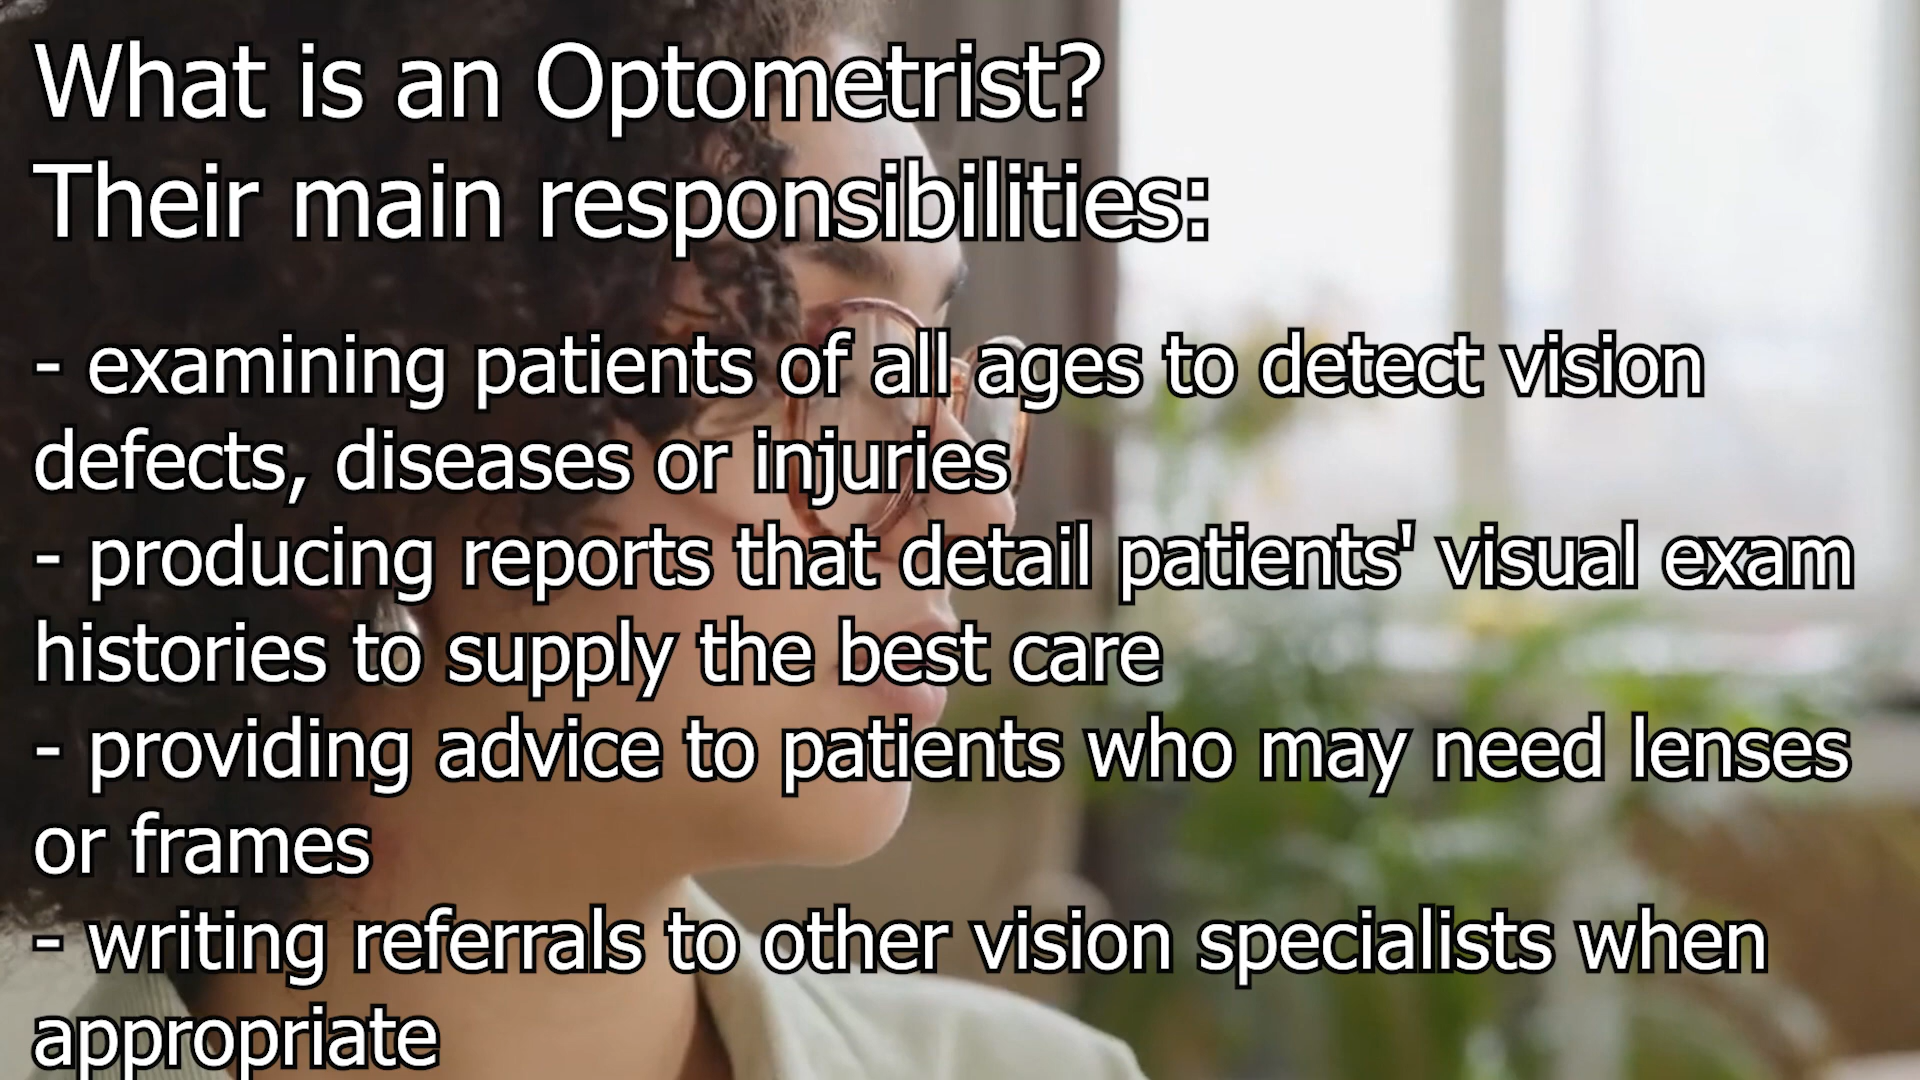 What is an Optometrist?
Their main responsibilities:
- examining patients of all ages to detect vision
defects, diseases or injuries
- producing reports that detail patients' visual exam
histories to supply the best care
- providing advice to patients who may need lenses
or frames
- writing referrals to other vision specialists when
appropriate